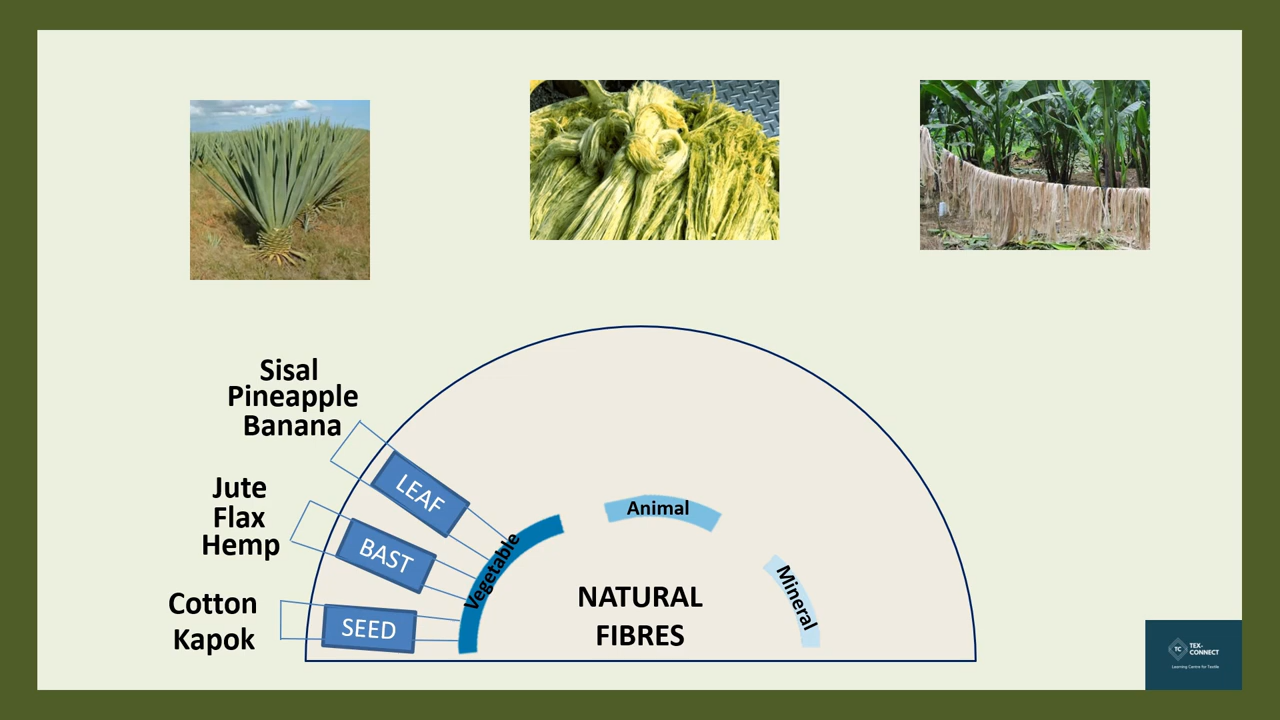 Sisal
Pineapple
Banana
LEAF
Jute
Flax
Hemp
BAST
Cotton
Kapok
SEED
Vegetable
Animal
Mineral
NATURAL
FIBRES
TC
TEX-
CONNECT
Learning Centre for Textile